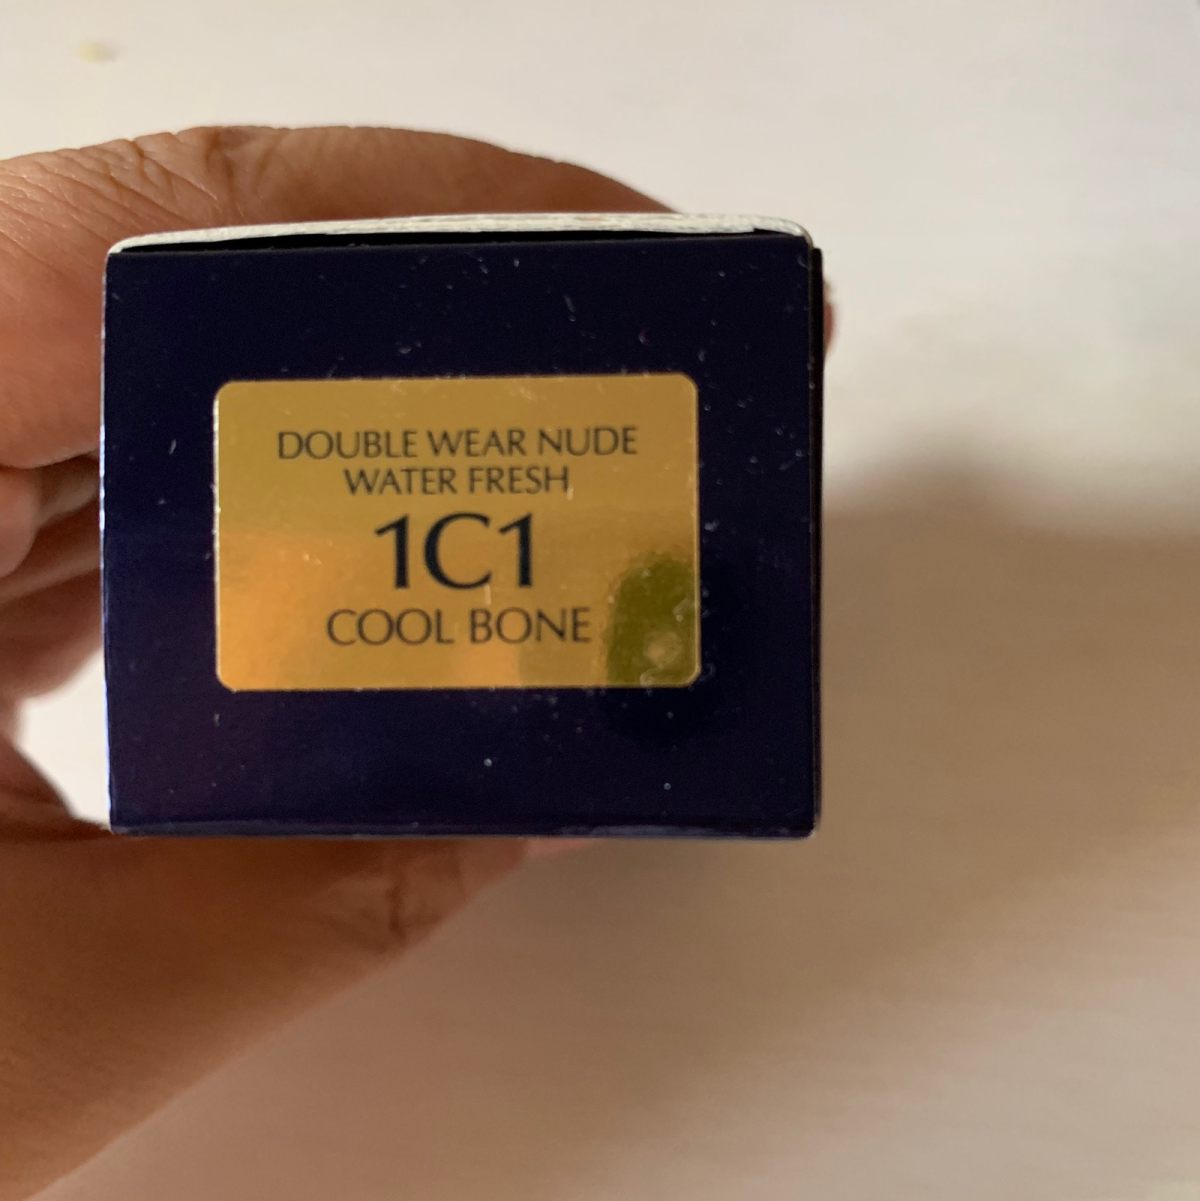 DOUBLE WEAR NUDE
WATER FRESH
1C1
COOL BONE